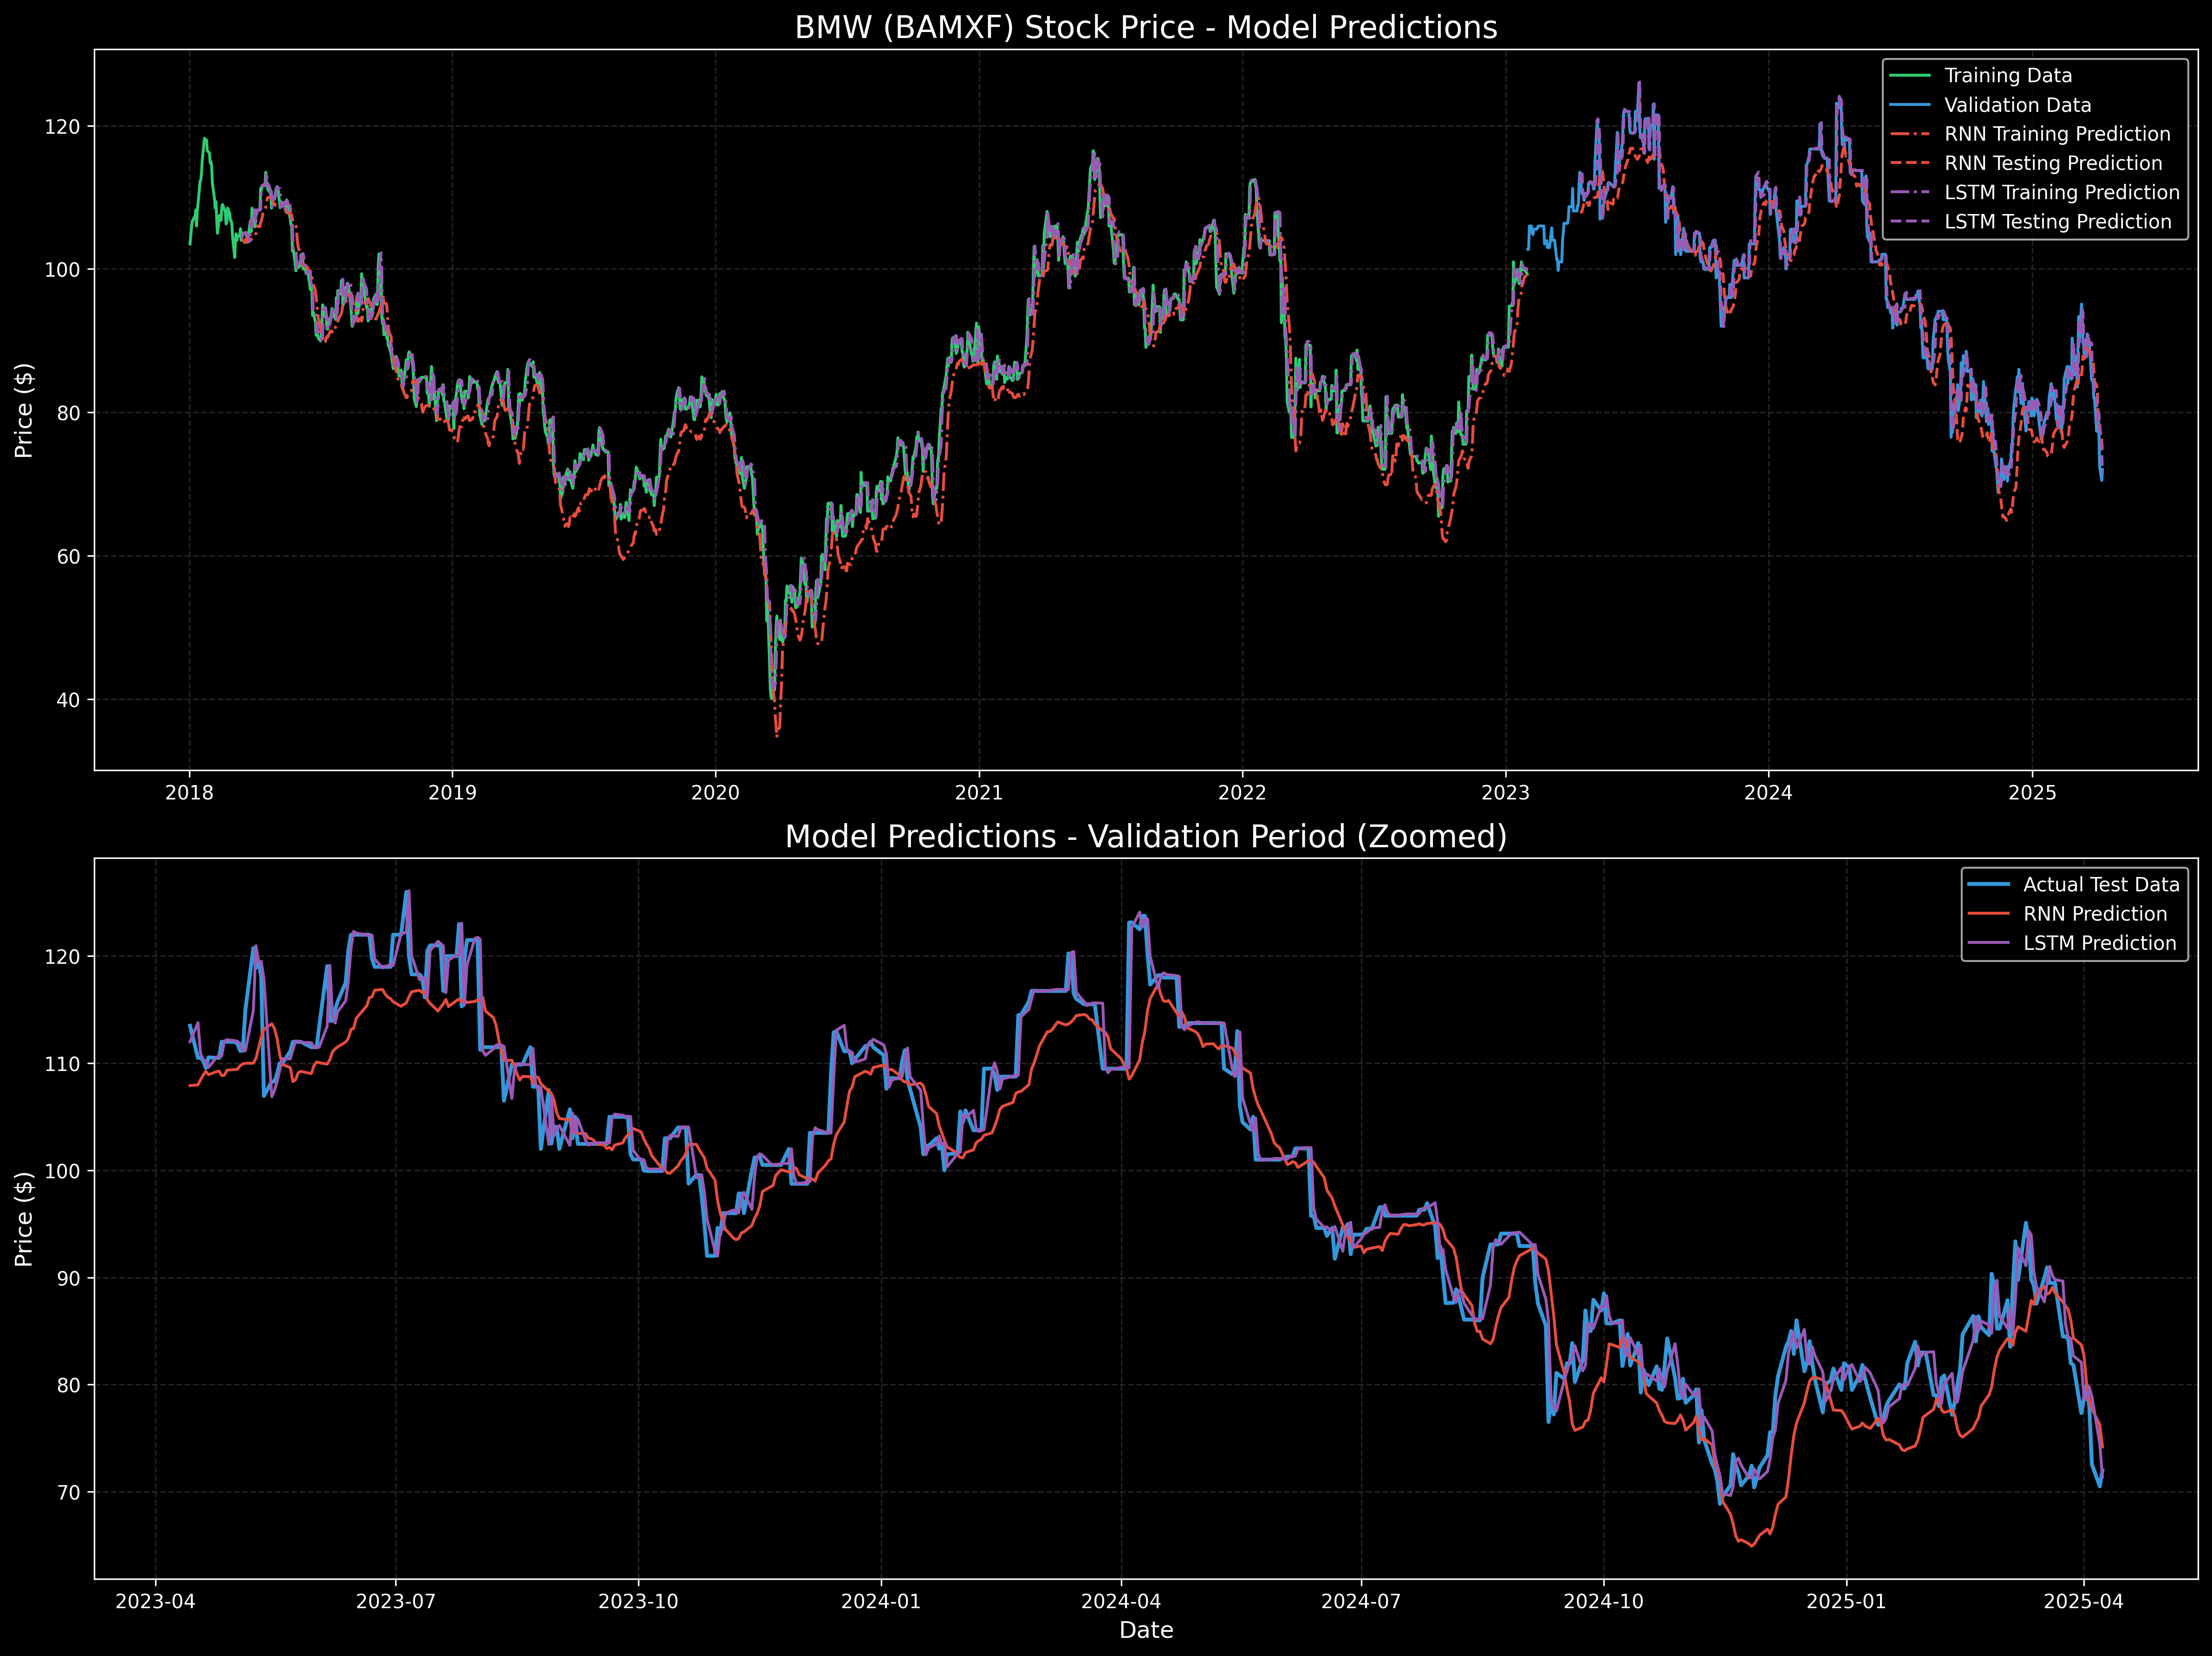 BMW (BAMXF) Stock Price - Model Predictions
Training Data
Validation Data
RNN Training Prediction
RNN Testing Prediction
LSTM Training Prediction
LSTM Testing Prediction
Price ($)
120
100
80
60
40
2018 2019 2020 2021 2022 2023 2024 2025
Model Predictions - Validation Period (Zoomed)
Actual Test Data
RNN Prediction
LSTM Prediction
Price ($)
120
110
100
90
80
70
2023-04 2023-07 2023-10 2024-01 2024-04 2024-07 2024-10 2025-01 2025-04
Date